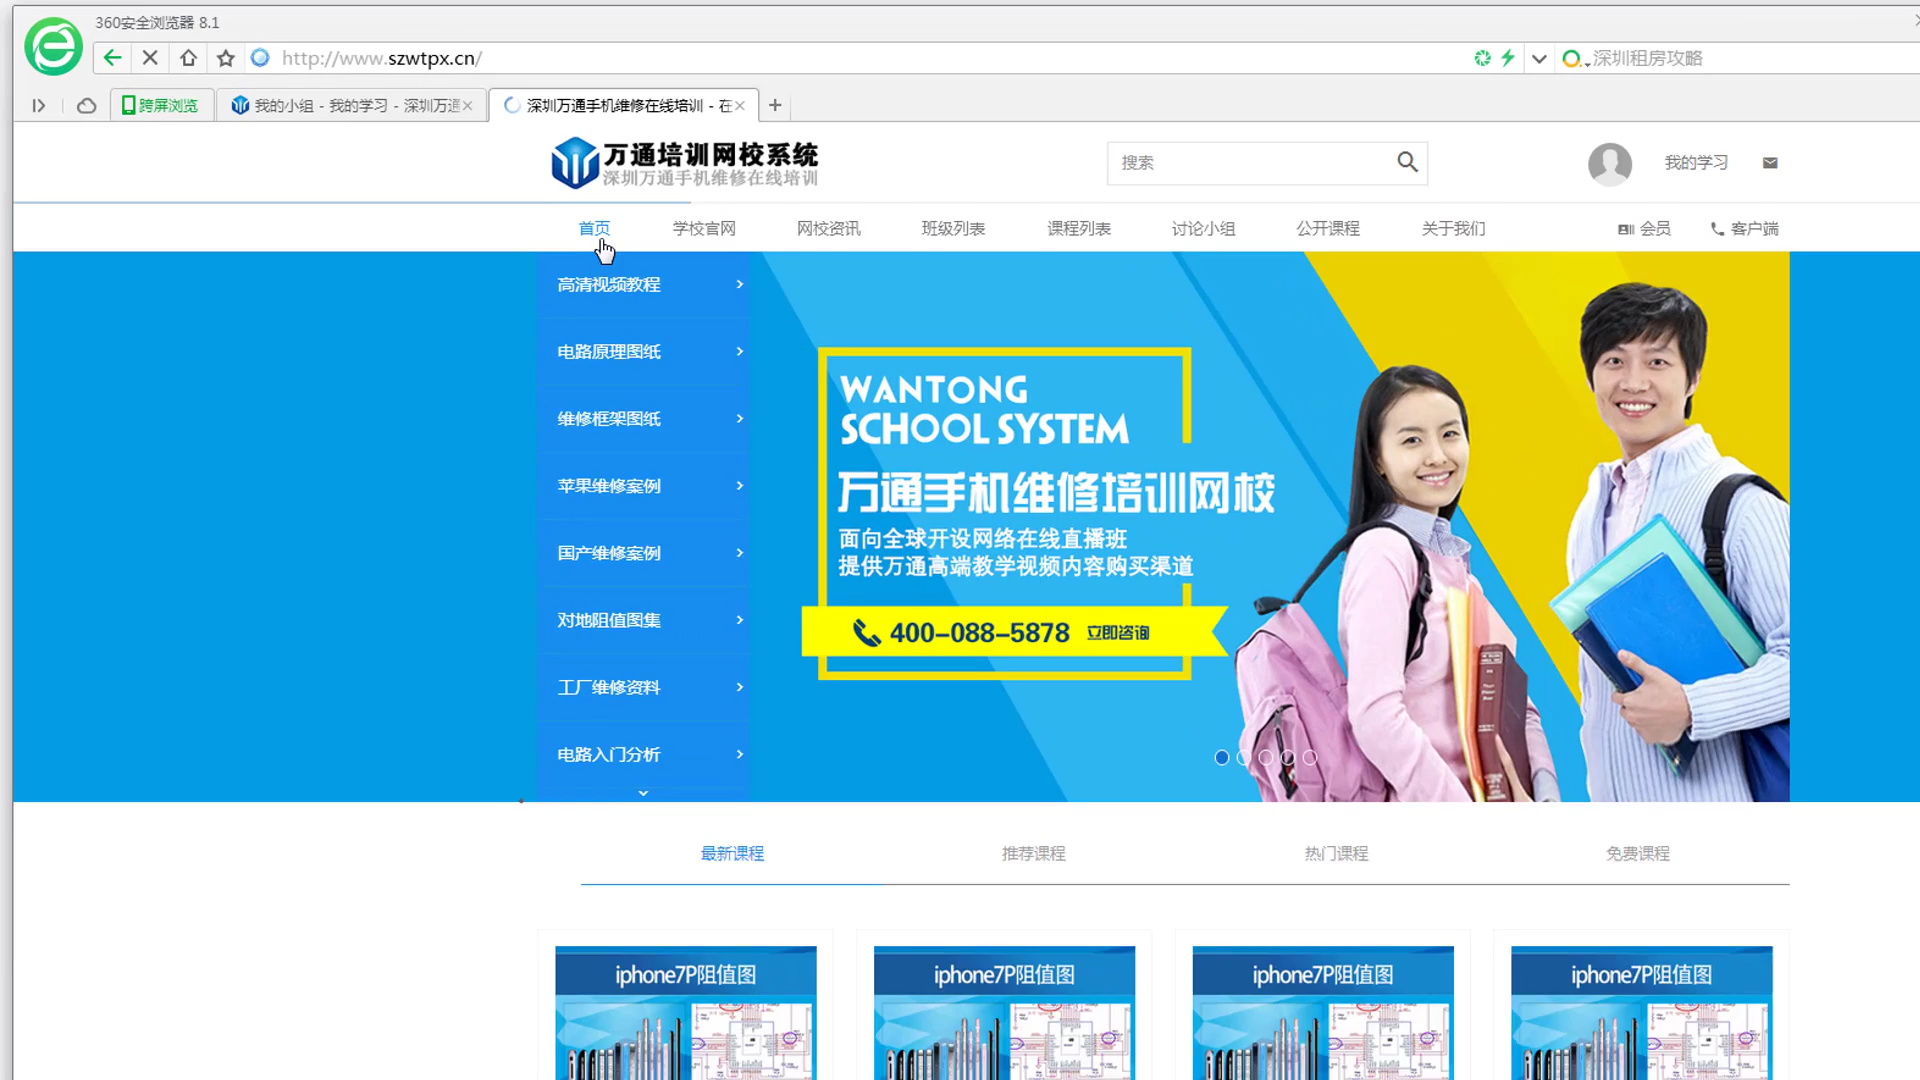 360安全浏览器 8.1
http://www.szwtpx.cn/
深圳租房攻略
跨屏浏览
我的小组 - 我的学习 - 深圳万通
深圳万通手机维修在线培训 - 在
万通培训网校系统
深圳万通手机维修在线培训
搜索
我的学习
首页
学校官网
网校资讯
班级列表
课程列表
讨论小组
公开课程
关于我们
会员
客户端
高清视频教程
电路原理图纸
维修框架图纸
苹果维修案例
国产维修案例
对地阻值图集
工厂维修资料
电路入门分析
WANTONG
SCHOOL SYSTEM
万通手机维修培训网校
面向全球开设网络在线直播班
提供万通高端教学视频内容购买渠道
400-088-5878 立即咨询
最新课程
推荐课程
热门课程
免费课程
iphone7P阻值图
iphone7P阻值图
iphone7P阻值图
iphone7P阻值图